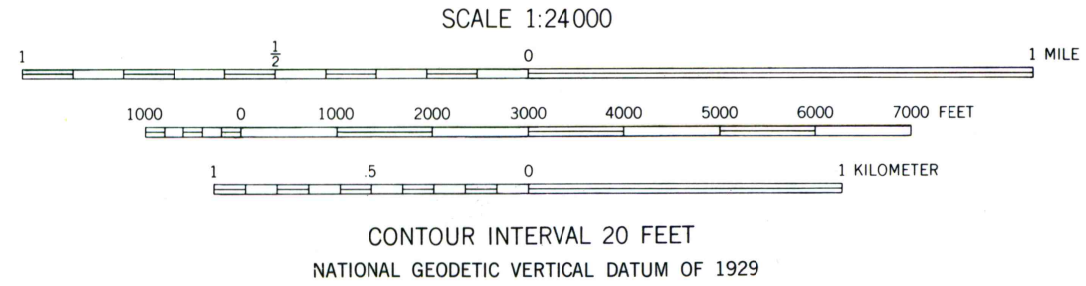 SCALE 1:24000
1 1/2 0 1 MILE
1000 0 1000 2000 3000 4000 5000 6000 7000 FEET
1 .5 0 1 KILOMETER
CONTOUR INTERVAL 20 FEET
NATIONAL GEODETIC VERTICAL DATUM OF 1929